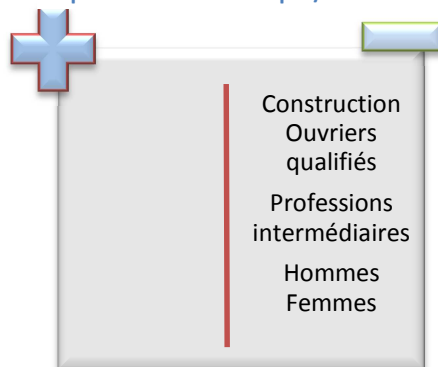 Construction
Ouvriers
qualifiés
Professions
intermédiaires
Hommes
Femmes